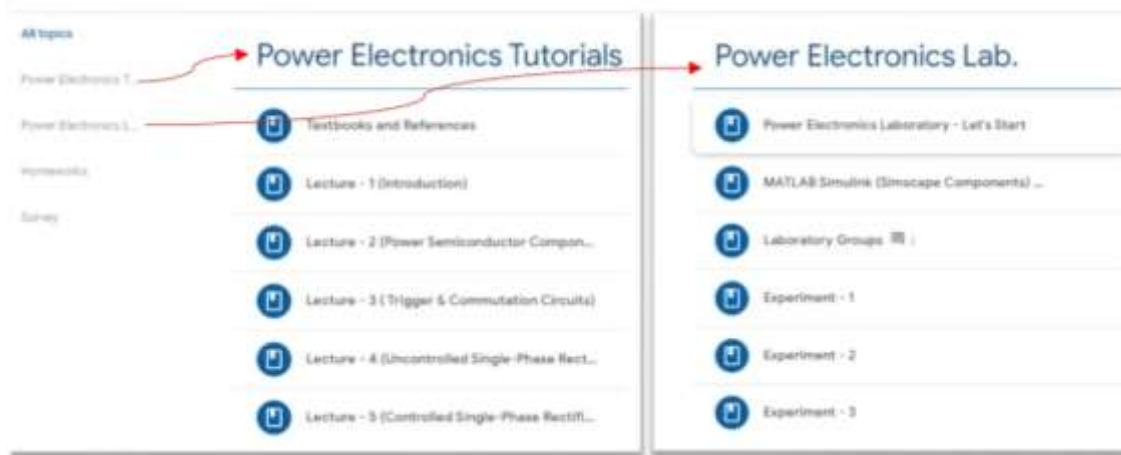 All topics
Power Electronics T...
Power Electronics L...
Homeworks
Survey
Power Electronics Tutorials
Textbooks and References
Lecture - 1 (Introduction)
Lecture - 2 (Power Semiconductor Compon...
Lecture - 3 ( Trigger & Commutation Circuits)
Lecture - 4 (Uncontrolled Single-Phase Rect...
Lecture - 5 (Controlled Single-Phase Rectifi...
Power Electronics Lab.
Power Electronics Laboratory - Let's Start
MATLAB Simulink (Simscape Components) ...
Laboratory Groups
Experiment - 1
Experiment - 2
Experiment - 3